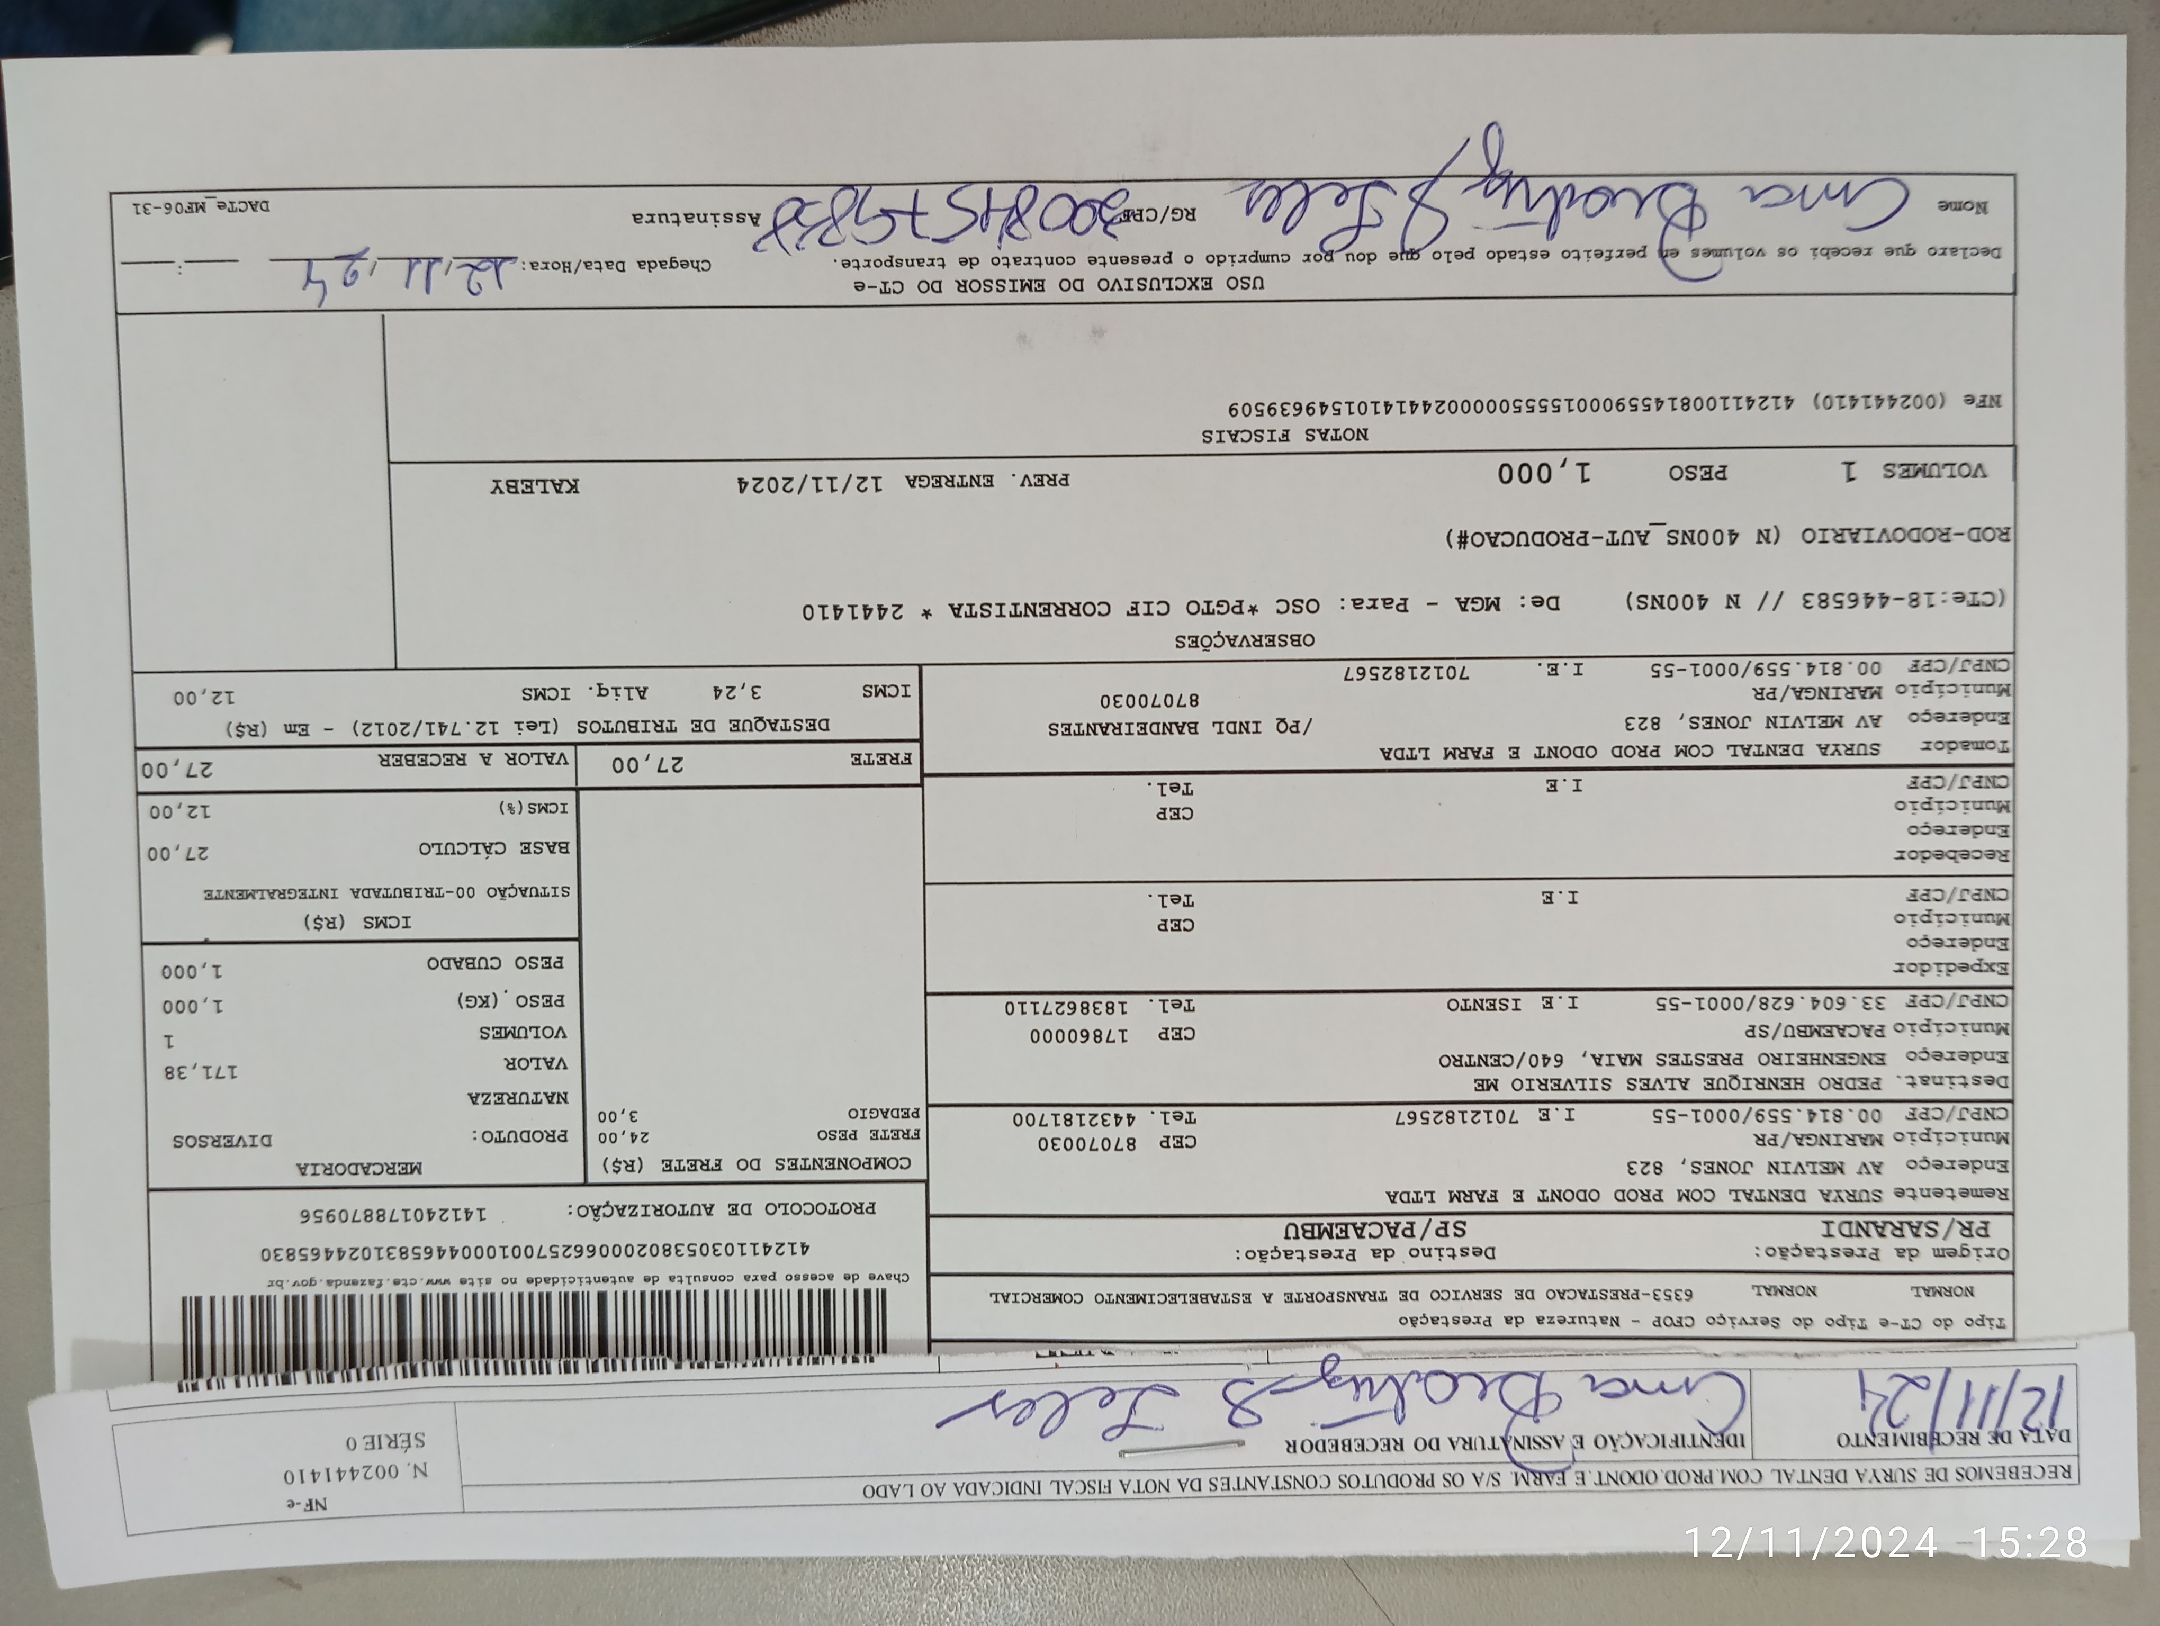 RECEBEMOS DE SURYA DENTAL COM.PROD.ODONT.E FARM. S/A OS PRODUTOS CONSTANTES DA NOTA FISCAL INDICADA AO LADO
NF-e
N. 002441410
SÉRIE 0
DATA DE RECEBIMENTO
IDENTIFICAÇÃO E ASSINATURA DO RECEBEDOR
12/11/24
Teles
Tipo do CT-e Tipo do Serviço CFOP - Natureza da Prestação
NORMAL NORMAL 6353-PRESTACAO DE SERVICO DE TRANSPORTE A ESTABELECIMENTO COMERCIAL
Origem da Prestação: Destino da Prestação:
PR/SARANDI SP/PACAEMBU
Chave de acesso para consulta de autenticidade no site www.cte.fazenda.gov.br
41241103053802000662570010004465831024465830
PROTOCOLO DE AUTORIZAÇÃO: 141240178870956
Remetente SURYA DENTAL COM PROD ODONT E FARM LTDA
Endereço AV MELVIN JONES, 823
Município MARINGA/PR CEP 87070030
CNPJ/CPF 00.814.559/0001-55 I.E 7012182567 Tel. 4432181700
Destinat. PEDRO HENRIQUE ALVES SILVERIO ME
Endereço ENGENHEIRO PRESTES MAIA, 640/CENTRO
Município PACAEMBU/SP CEP 17860000
CNPJ/CPF 33.604.628/0001-55 I.E ISENTO Tel. 1838627110
Expedidor
Endereço
Município CEP
CNPJ/CPF I.E Tel.
Recebedor
Endereço
Município CEP
CNPJ/CPF I.E Tel.
Tomador SURYA DENTAL COM PROD ODONT E FARM LTDA
Endereço AV MELVIN JONES, 823 /PQ INDL BANDEIRANTES
Município MARINGA/PR 87070030
CNPJ/CPF 00.814.559/0001-55 I.E. 7012182567
COMPONENTES DO FRETE (R$)
FRETE PESO 24,00
PEDAGIO 3,00
MERCADORIA
PRODUTO: DIVERSOS
NATUREZA
VALOR 171,38
VOLUMES 1
PESO (KG) 1,000
PESO CUBADO 1,000
ICMS (R$)
SITUAÇÃO 00-TRIBUTADA INTEGRALMENTE
BASE CÁLCULO 27,00
ICMS(%) 12,00
FRETE 27,00 VALOR A RECEBER 27,00
DESTAQUE DE TRIBUTOS (Lei 12.741/2012) - Em (R$)
ICMS 3,24 Aliq. ICMS 12,00
OBSERVAÇÕES
(CTe:18-446583 // N 400NS) De: MGA - Para: OSC *PGTO CIF CORRENTISTA * 2441410
ROD-RODOVIARIO (N 400NS_AUT-PRODUCAO#)
VOLUMES 1 PESO 1,000 PREV. ENTREGA 12/11/2024 KALEBY
NOTAS FISCAIS
NFe (002441410) 41241100814559000155550000024414101549639509
USO EXCLUSIVO DO EMISSOR DO CT-e
Declaro que recebi os volumes em perfeito estado pelo que dou por cumprido o presente contrato de transporte. Chegada Data/Hora: 12,11,24 :
Nome Teles RG/CPF Assinatura
DACTe_MF06-31
12/11/2024 15:28